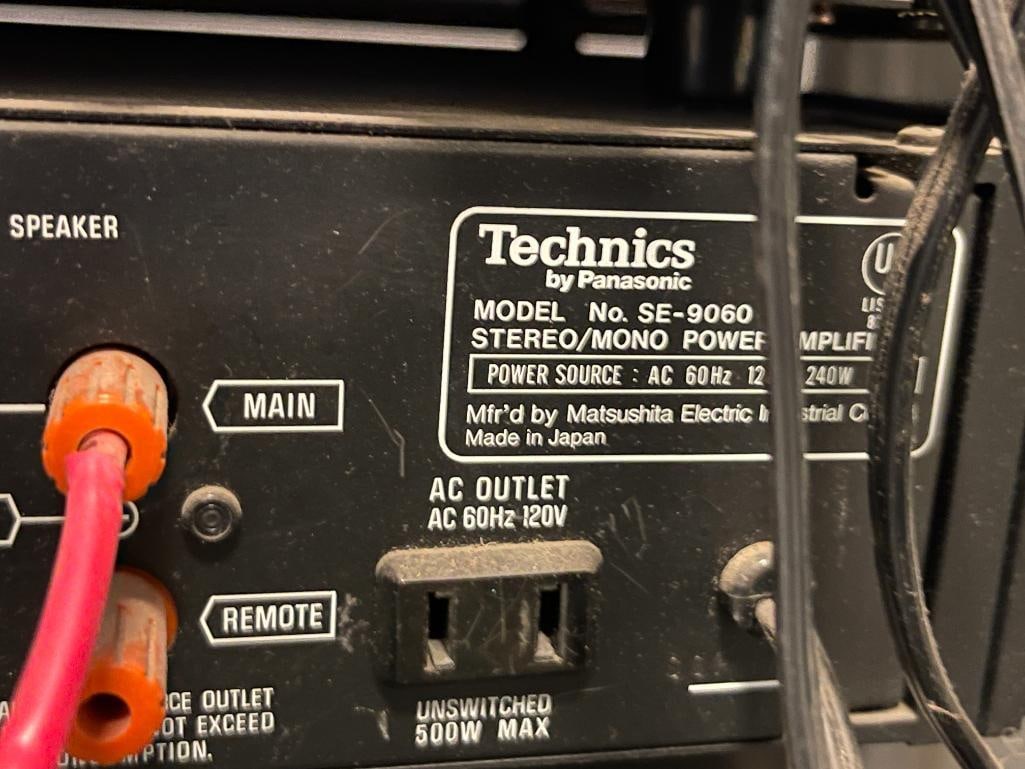 SPEAKER
Technics
by Panasonic
MODEL No. SE-9060
STEREO/MONO POWER
POWER SOURCE : AC 60Hz 240W
Mfr'd by Matsushita Electric
Made in Japan
MAIN
AC OUTLET
AC 60Hz 120V
REMOTE
OUTLET
EXCEED
UNSWITCHED
500W MAX